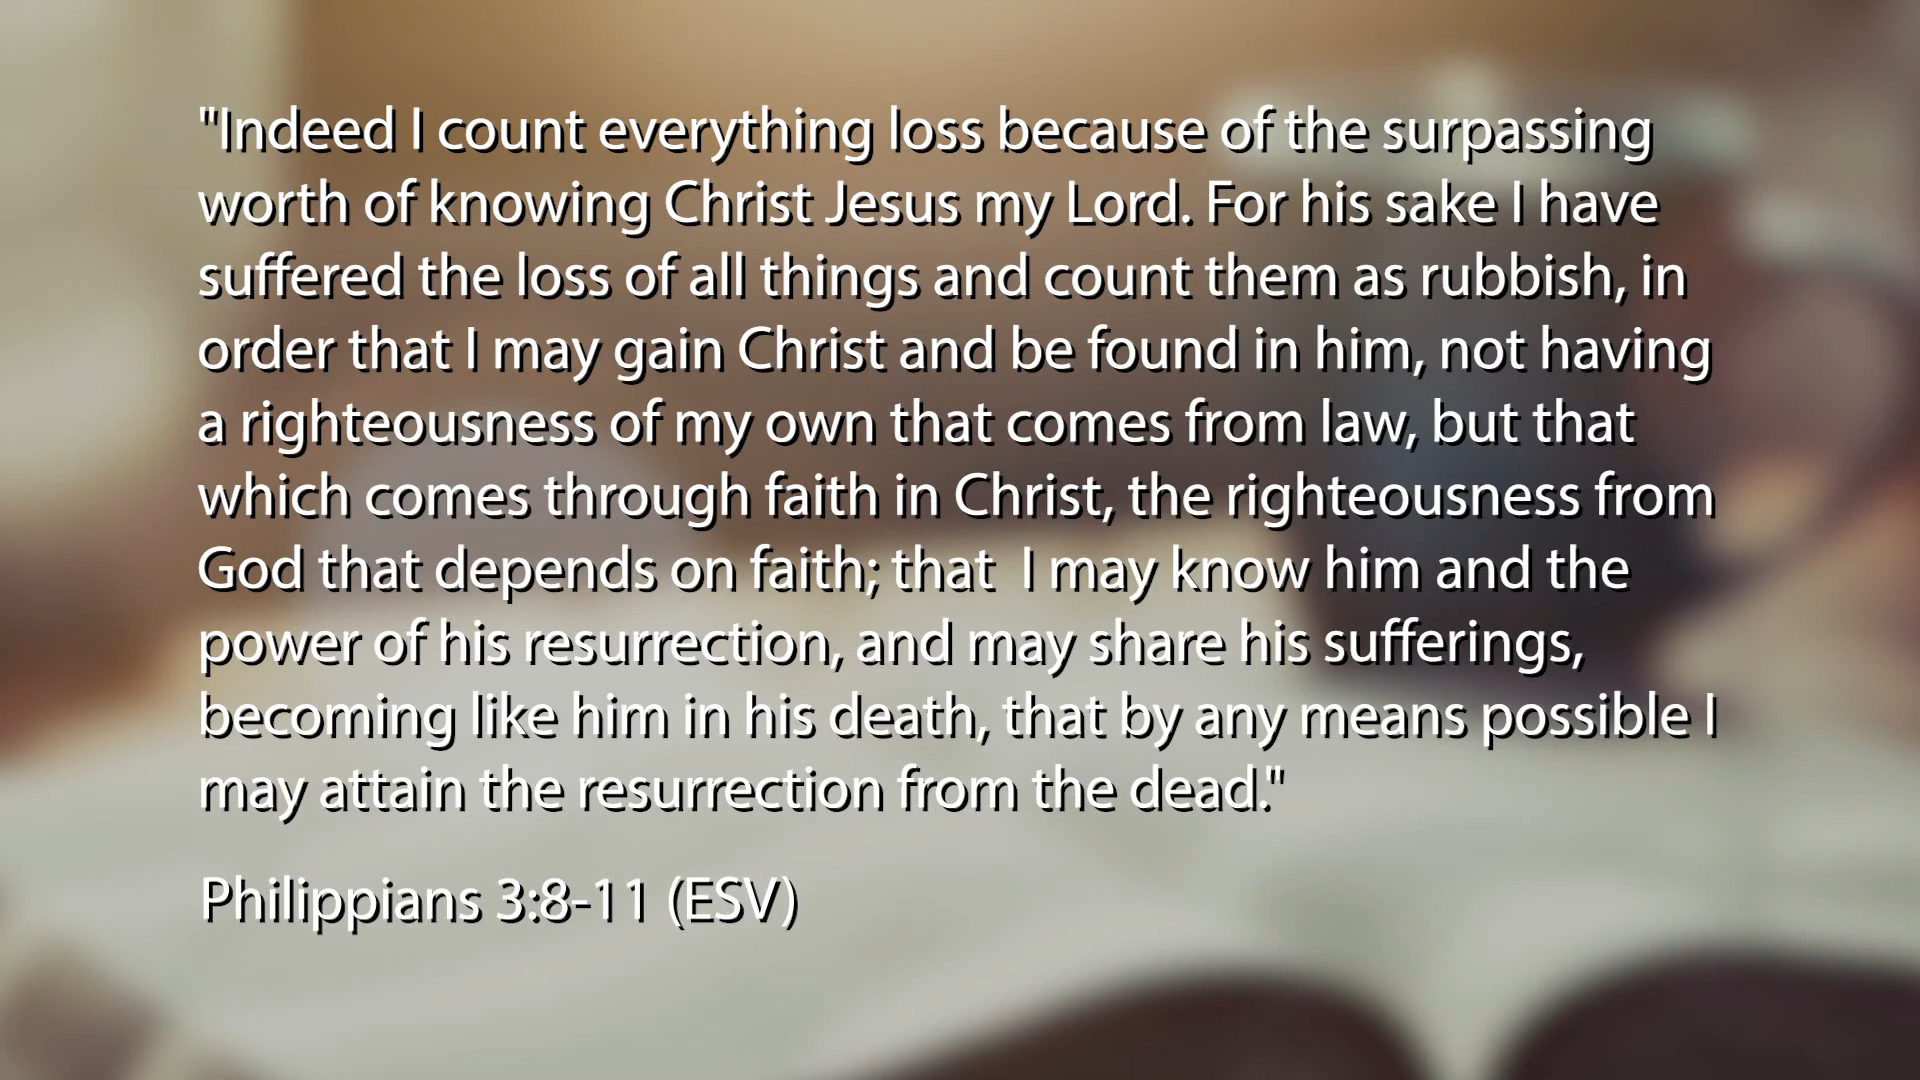 "Indeed I count everything loss because of the surpassing
worth of knowing Christ Jesus my Lord. For his sake I have
suffered the loss of all things and count them as rubbish, in
order that I may gain Christ and be found in him, not having
a righteousness of my own that comes from law, but that
which comes through faith in Christ, the righteousness from
God that depends on faith; that  I may know him and the
power of his resurrection, and may share his sufferings,
becoming like him in his death, that by any means possible I
may attain the resurrection from the dead."
Philippians 3:8-11 (ESV)